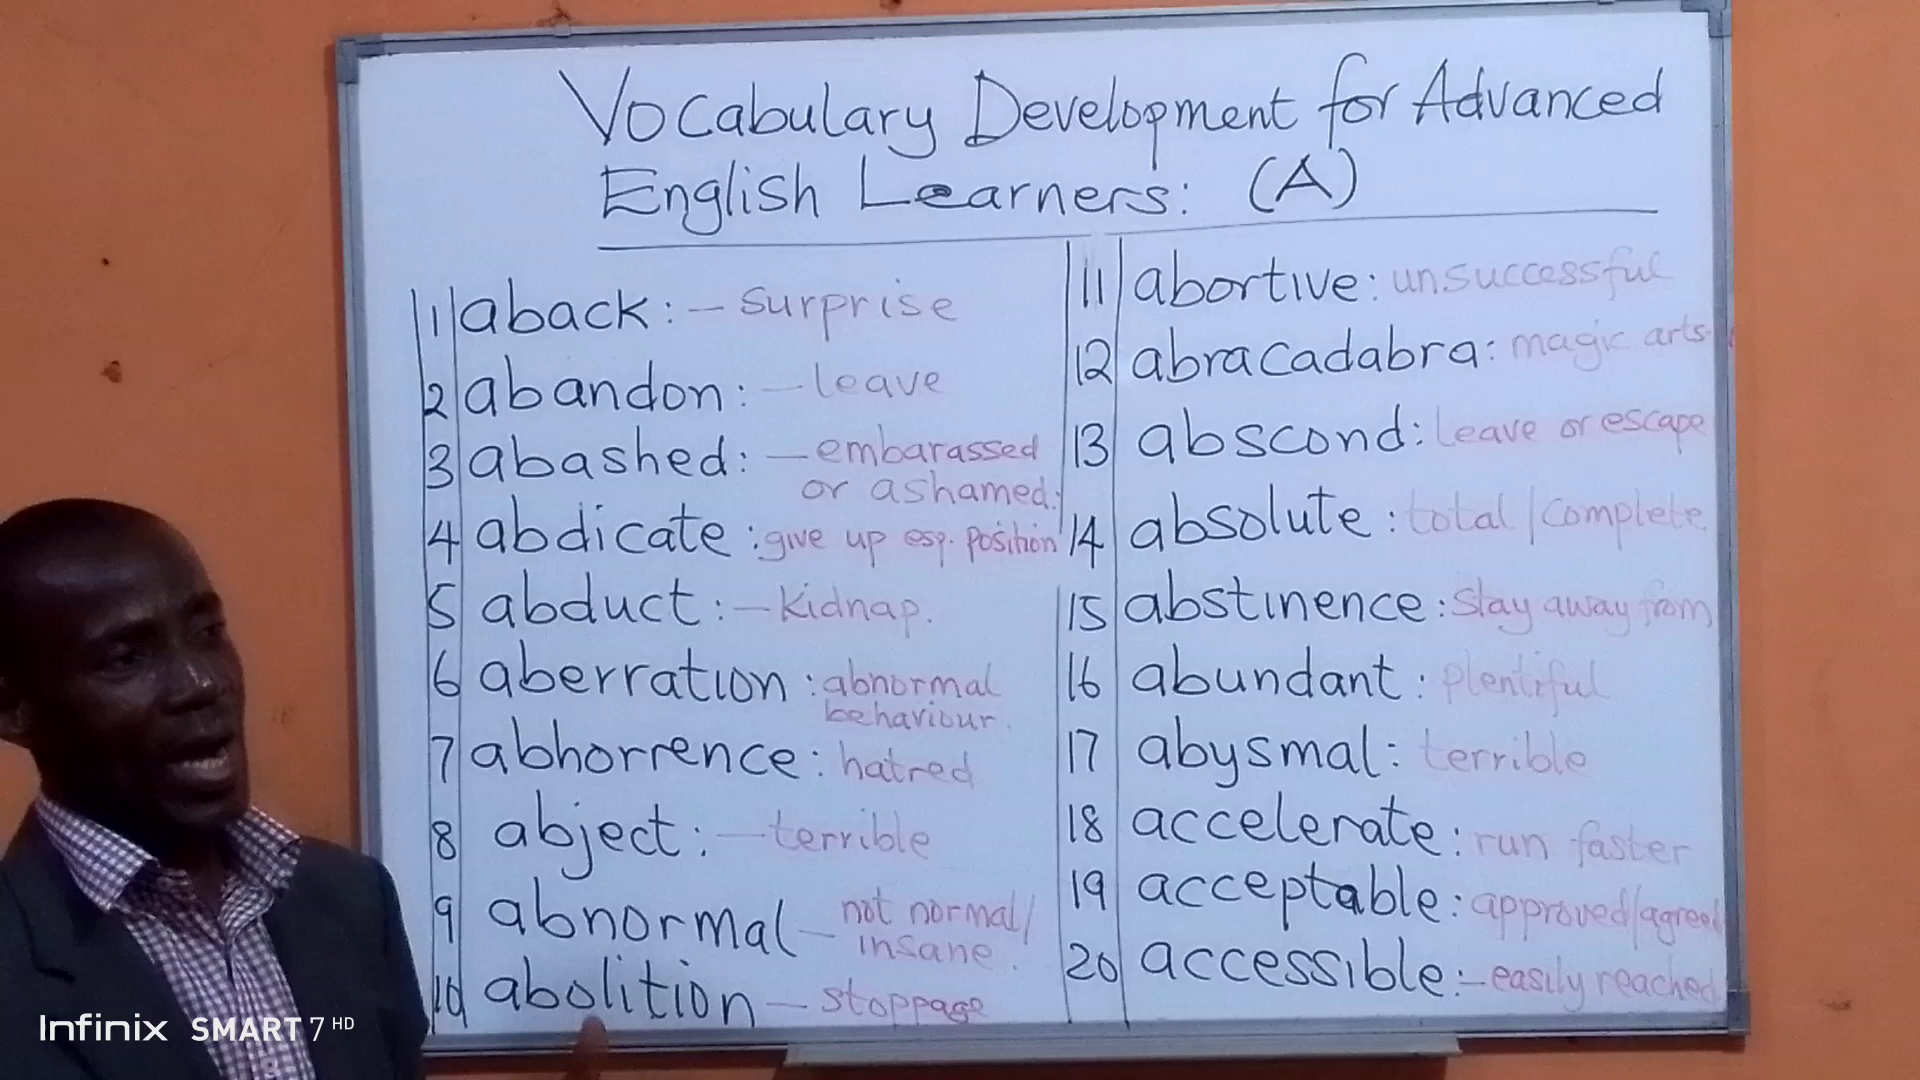 Vocabulary Development for Advanced
English Learners: (A)
1 aback: - surprise
2 abandon: - leave
3 abashed: - embarassed
or ashamed.
4 abdicate: give up esp. position
5 abduct: - Kidnap.
6 aberration: abnormal
behaviour.
7 abhorrence: hatred
8 abject: - terrible
9 abnormal - not normal/
insane.
10 abolition - stoppage
11 abortive: unsuccessful
12 abracadabra: magic arts
13 abscond: leave or escape
14 absolute: total/complete.
15 abstinence: stay away from
16 abundant: plentiful
17 abysmal: terrible
18 accelerate: run faster
19 acceptable: approved/agreed
20 accessible: - easily reached
Infinix SMART 7 HD